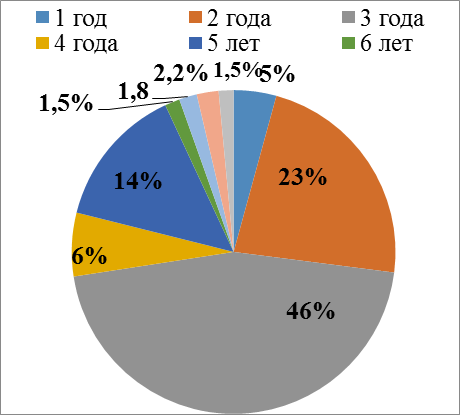 1 год 2 года 3 года
4 года 5 лет 6 лет
2,2% 1,5% 5%
1,5% 1,8
23%
14%
6%
46%